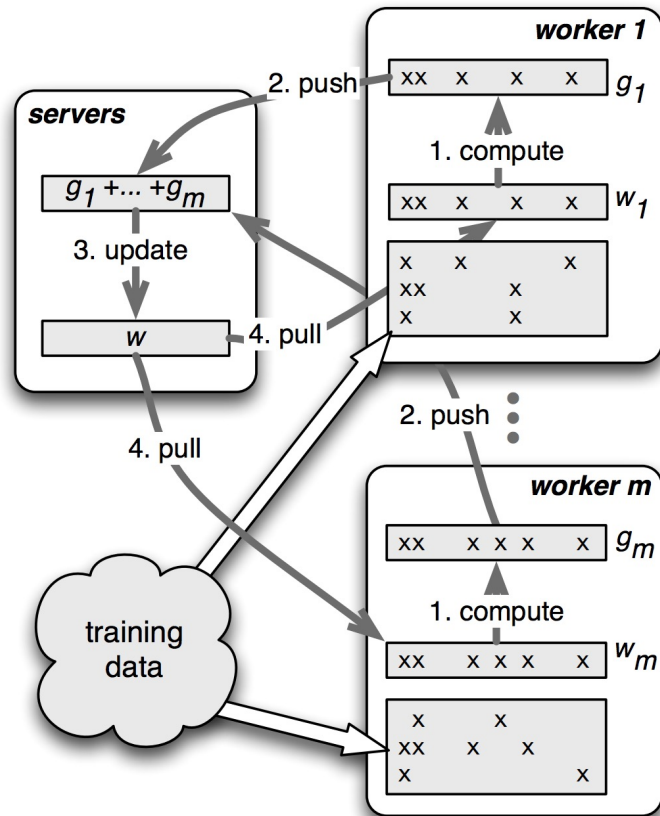 worker 1
xx x x x
g1
2. push
servers
1. compute
g1 +... +gm
xx x x x
w1
3. update
x x x
xx x
x x
w
4. pull
2. push
4. pull
worker m
xx x x x x
gm
training
data
1. compute
xx x x x x
wm
x x
xx x x
x x